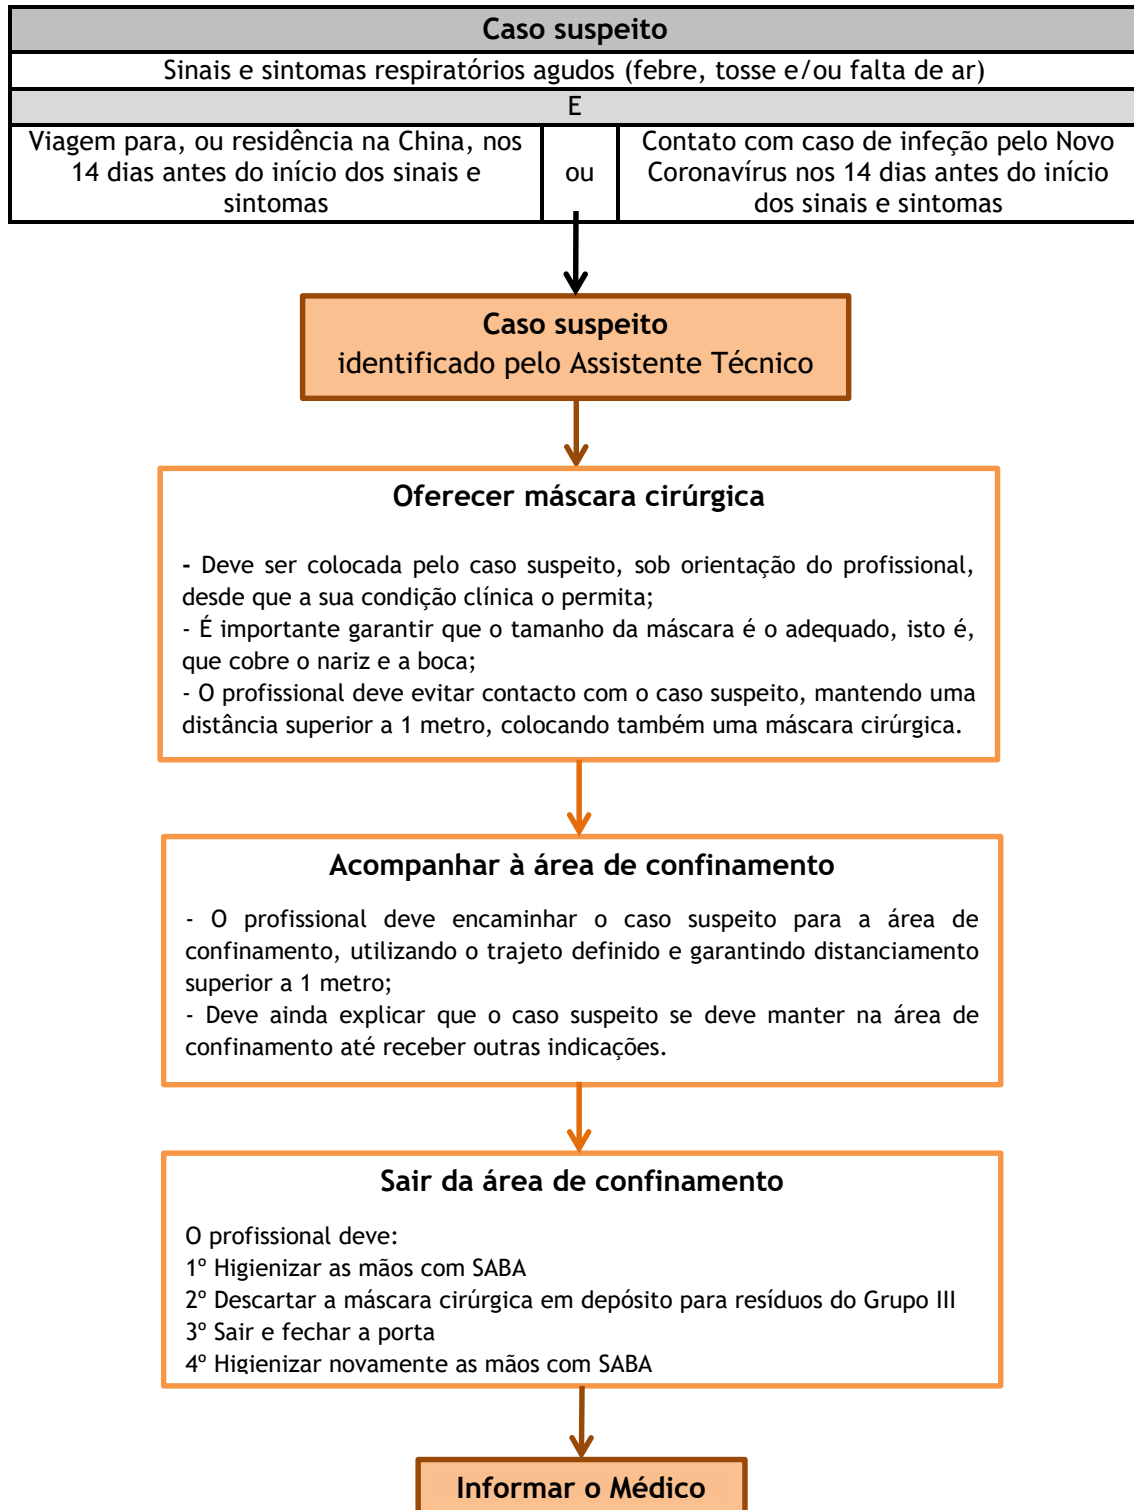 Caso suspeito
Sinais e sintomas respiratórios agudos (febre, tosse e/ou falta de ar)
E
Viagem para, ou residência na China, nos
14 dias antes do início dos sinais e
sintomas
ou
Contato com caso de infeção pelo Novo
Coronavírus nos 14 dias antes do início
dos sinais e sintomas
Caso suspeito
identificado pelo Assistente Técnico
Oferecer máscara cirúrgica
- Deve ser colocada pelo caso suspeito, sob orientação do profissional,
desde que a sua condição clínica o permita;
- É importante garantir que o tamanho da máscara é o adequado, isto é,
que cobre o nariz e a boca;
- O profissional deve evitar contacto com o caso suspeito, mantendo uma
distância superior a 1 metro, colocando também uma máscara cirúrgica.
Acompanhar à área de confinamento
- O profissional deve encaminhar o caso suspeito para a área de
confinamento, utilizando o trajeto definido e garantindo distanciamento
superior a 1 metro;
- Deve ainda explicar que o caso suspeito se deve manter na área de
confinamento até receber outras indicações.
Sair da área de confinamento
O profissional deve:
1º Higienizar as mãos com SABA
2º Descartar a máscara cirúrgica em depósito para resíduos do Grupo III
3º Sair e fechar a porta
4º Higienizar novamente as mãos com SABA
Informar o Médico